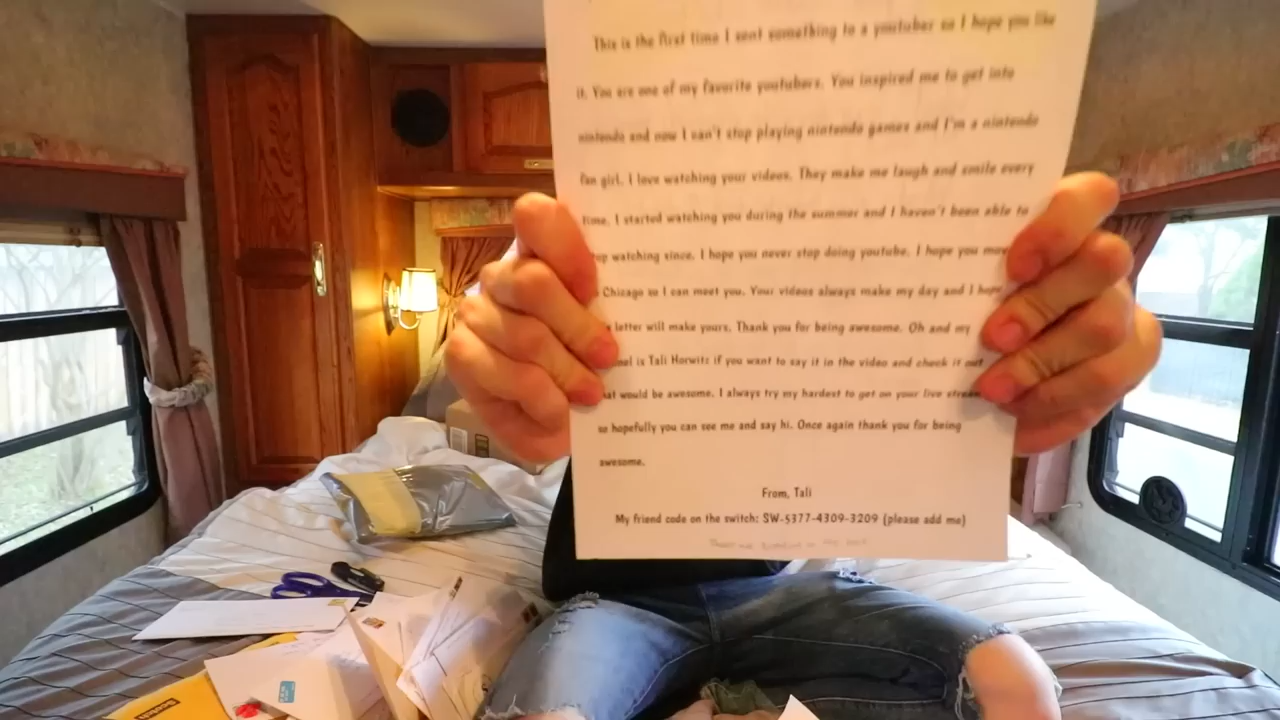 This is the first time I sent something to a youtuber so I hope you like
it. You are one of my favorite youtubers. You inspired me to get into
nintendo and now I can't stop playing nintendo games and I'm a nintendo
fan girl. I love watching your videos. They make me laugh and smile every
time. I started watching you during the summer and I haven't been able to
watching since. I hope you never stop doing youtube. I hope you move
Chicago so I can meet you. Your videos always make my day and I hope
letter will make yours. Thank you for being awesome. Oh and my
is Tali Horwitz if you want to say it in the video and check it out
would be awesome. I always try my hardest to get on your live stream
so hopefully you can see me and say hi. Once again thank you for being
awesome.
From, Tali
My friend code on the switch: SW-5377-4309-3209 (please add me)